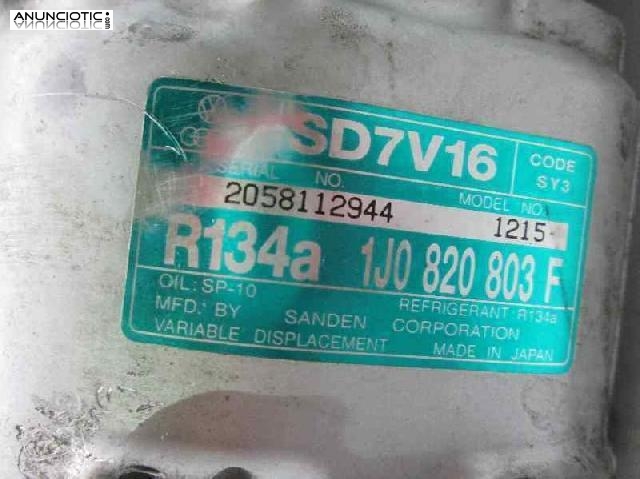 ANUNCIOTIC.es
SD7V16
CODE
SY3
SERIAL NO.
MODEL NO.
2058112944
1215
R134a
1J0 820 803 F
OIL: SP-10
REFRIGERANT: R134a
MFD. BY SANDEN CORPORATION
VARIABLE DISPLACEMENT
MADE IN JAPAN